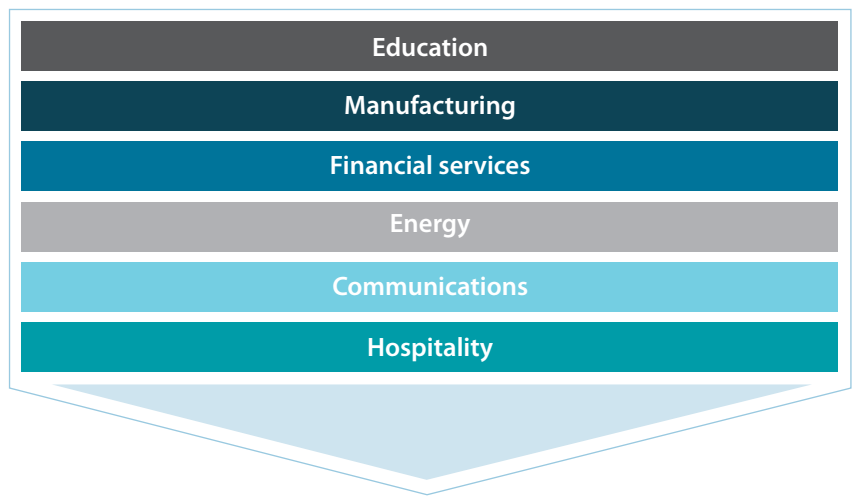 Education
Manufacturing
Financial services
Energy
Communications
Hospitality